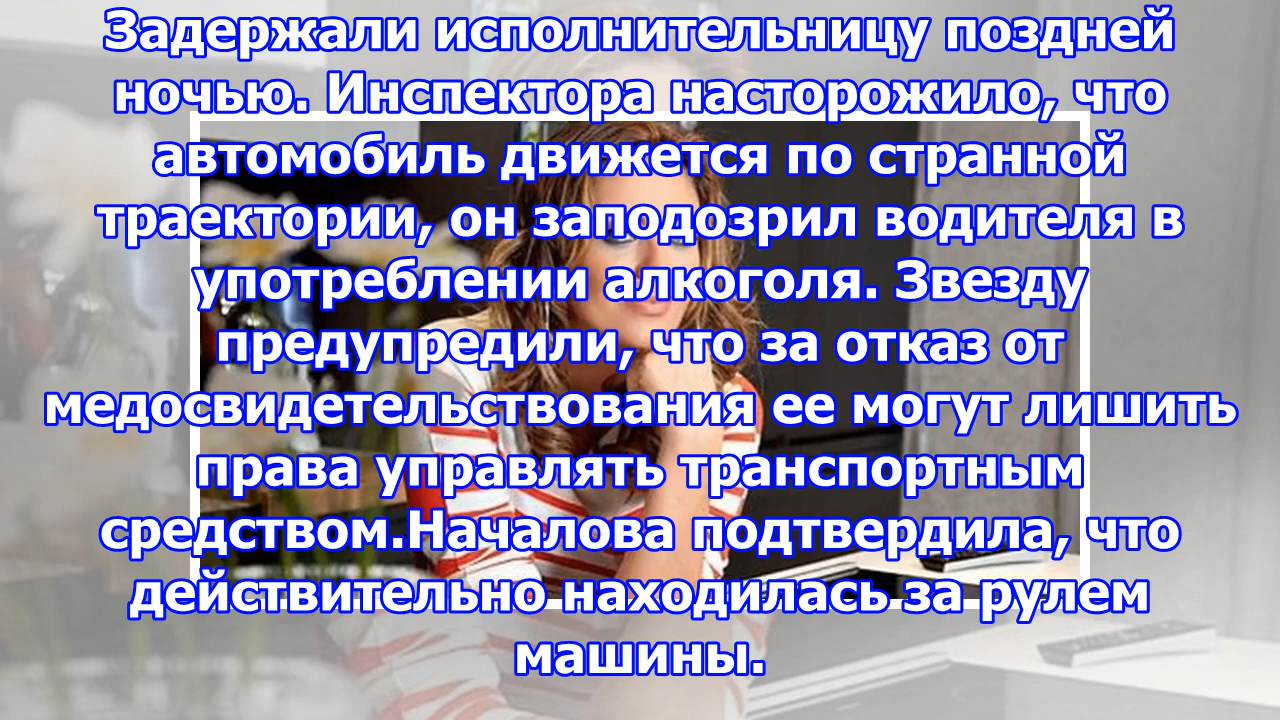 Задержали исполнительницу поздней
ночью. Инспектора насторожило, что
автомобиль движется по странной
траектории, он заподозрил водителя в
употреблении алкоголя. Звезду
предупредили, что за отказ от
медосвидетельствования ее могут лишить
права управлять транспортным
средством.Началова подтвердила, что
действительно находилась за рулем
машины.